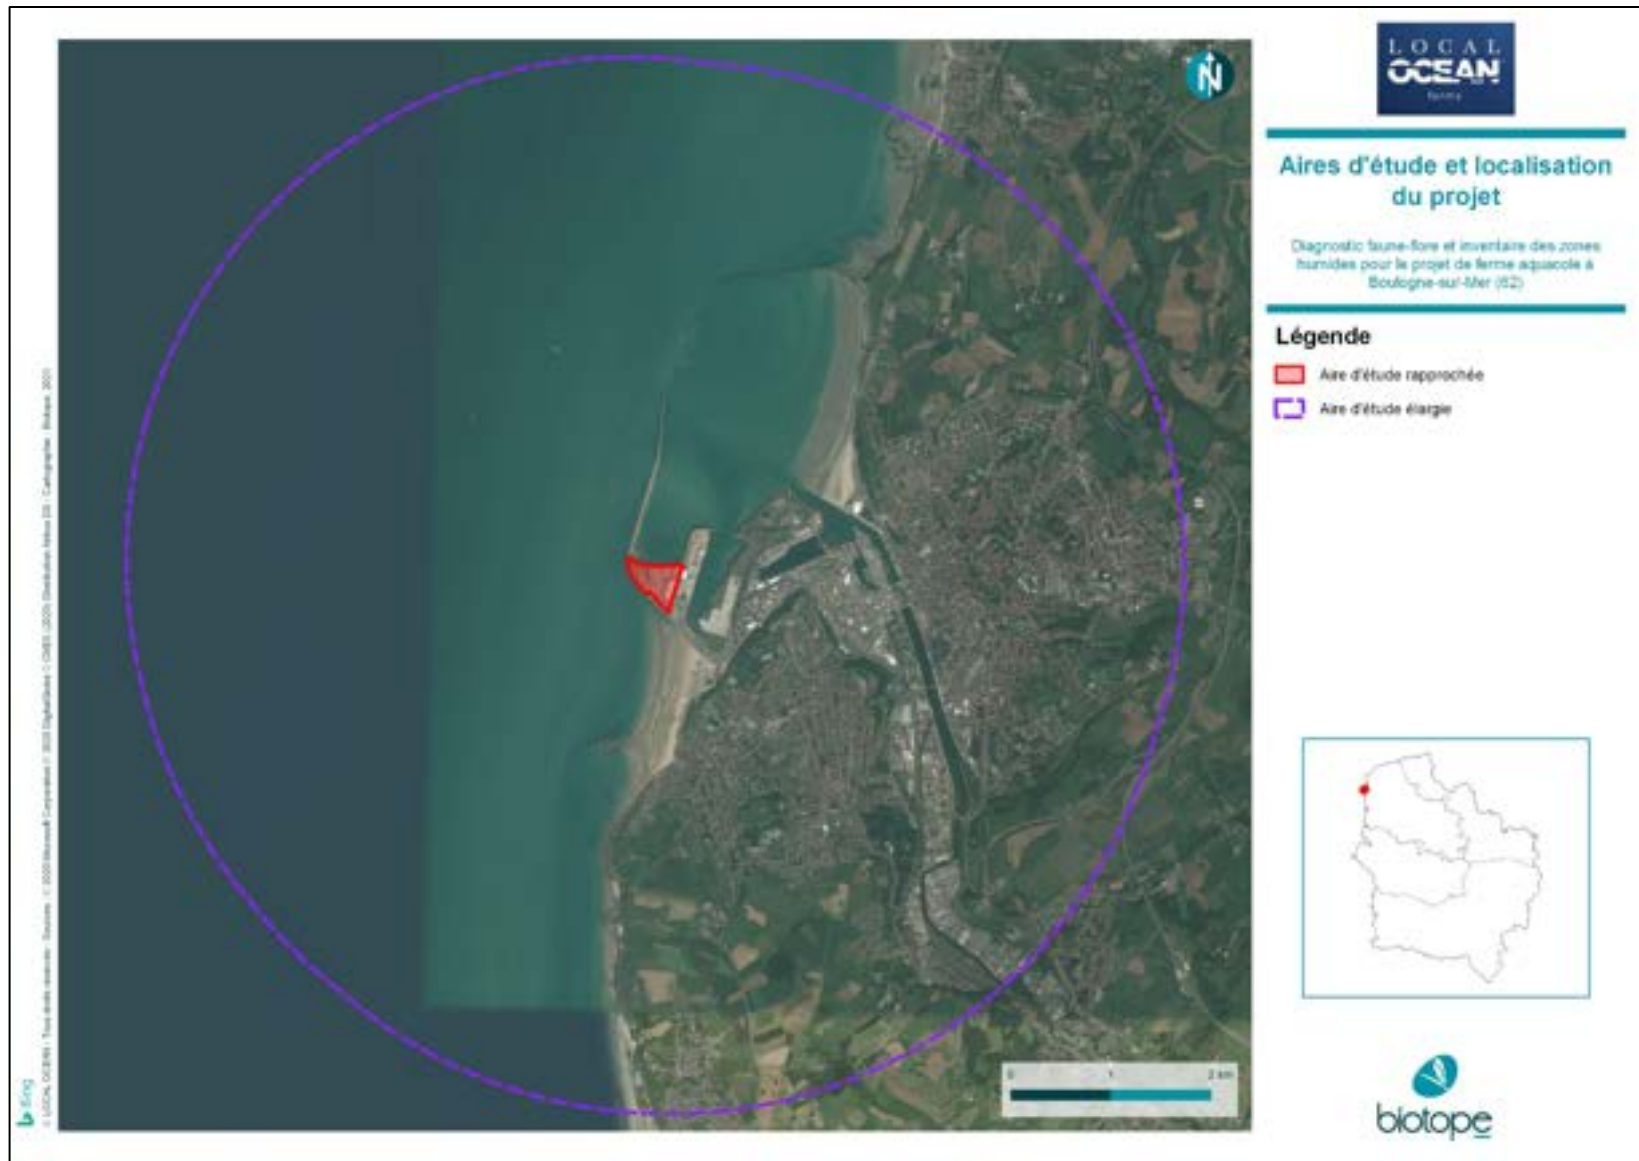 N
LOCAL
OCEAN
ferme
Aires d'étude et localisation
du projet
Diagnostic faune-flore et inventaire des zones
humides pour le projet de ferme aquacole à
Boulogne-sur-Mer (62)
Légende
Aire d'étude rapprochée
Aire d'étude élargie
0 1 2 km
biotope
bing